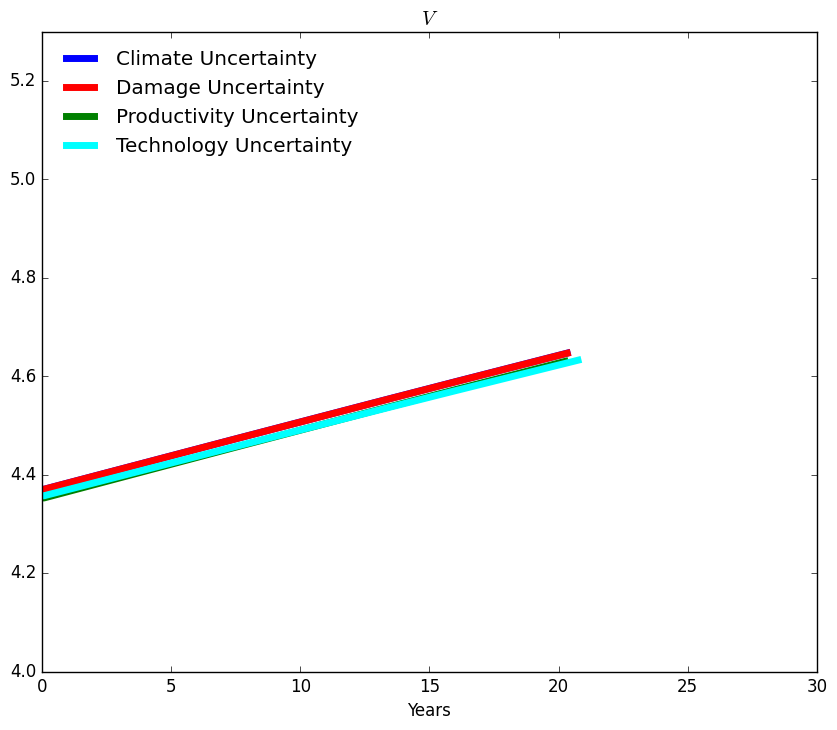 V
Climate Uncertainty
Damage Uncertainty
Productivity Uncertainty
Technology Uncertainty
5.2
5.0
4.8
4.6
4.4
4.2
4.0
0 5 10 15 20 25 30
Years